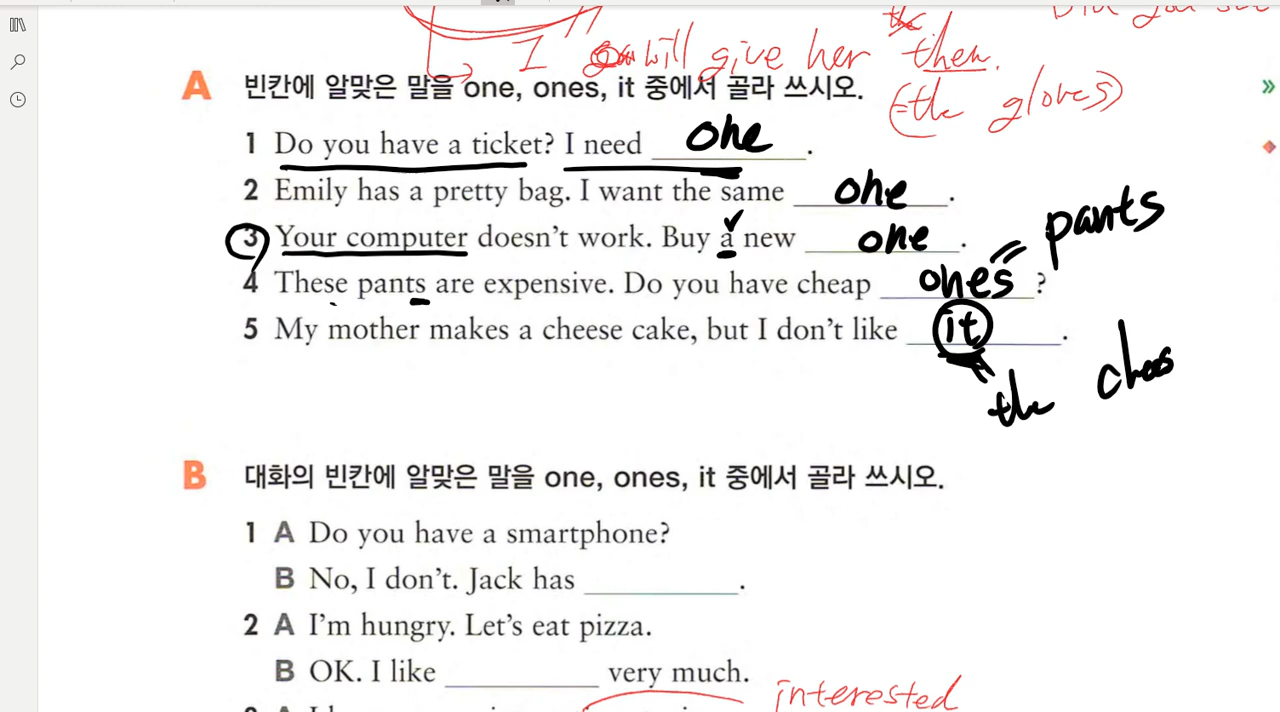 I will give her them.
(=the gloves)
A 빈칸에 알맞은 말을 one, ones, it 중에서 골라 쓰시오.
1 Do you have a ticket? I need one.
2 Emily has a pretty bag. I want the same one.
3 Your computer doesn't work. Buy a new one.
pants
4 These pants are expensive. Do you have cheap ones?
5 My mother makes a cheese cake, but I don't like it.
the chees
B 대화의 빈칸에 알맞은 말을 one, ones, it 중에서 골라 쓰시오.
1 A Do you have a smartphone?
B No, I don't. Jack has ________.
2 A I'm hungry. Let's eat pizza.
B OK. I like ________ very much.
interested